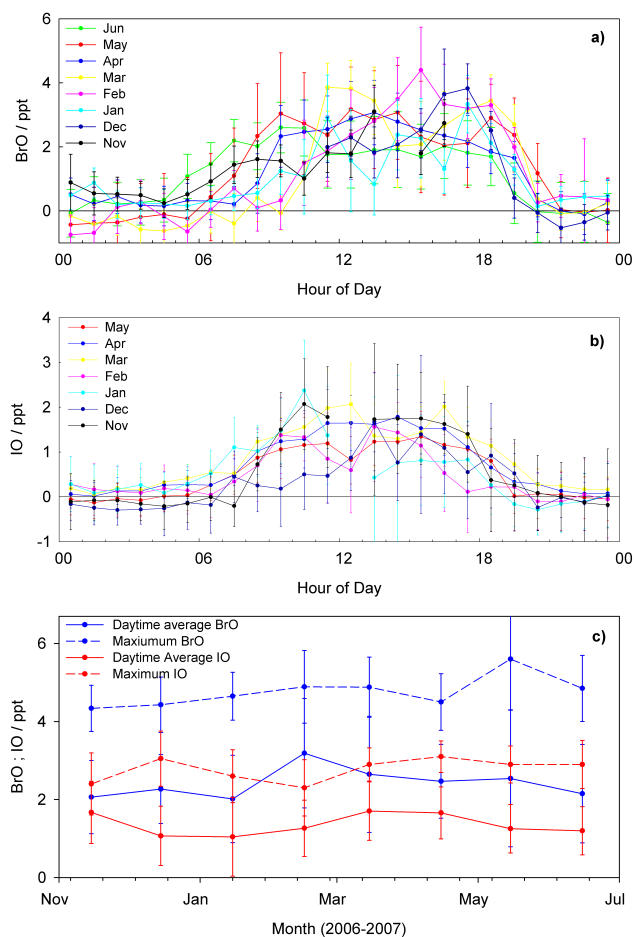 6
4
2
0
BrO / ppt
Jun
May
Apr
Mar
Feb
Jan
Dec
Nov
a)
00
06
12
18
00
Hour of Day
4
3
2
1
0
-1
IO / ppt
May
Apr
Mar
Feb
Jan
Dec
Nov
b)
00
06
12
18
00
Hour of Day
6
4
2
0
BrO ; IO / ppt
Daytime average BrO
Maxiumum BrO
Daytime Average IO
Maximum IO
c)
Nov
Jan
Mar
May
Jul
Month (2006-2007)